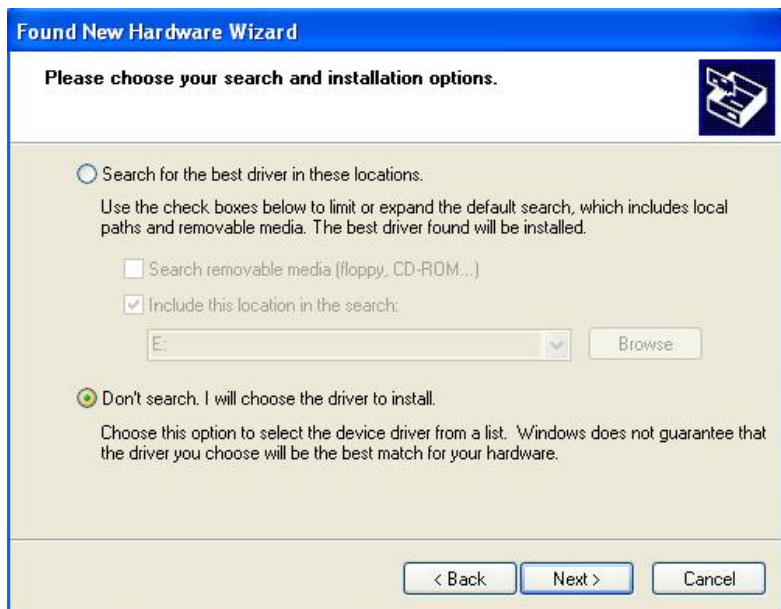 Found New Hardware Wizard
Please choose your search and installation options.
Search for the best driver in these locations.
Use the check boxes below to limit or expand the default search, which includes local
paths and removable media. The best driver found will be installed.
Search removable media (floppy, CD-ROM...)
Include this location in the search:
E:
Browse
Don't search. I will choose the driver to install.
Choose this option to select the device driver from a list. Windows does not guarantee that
the driver you choose will be the best match for your hardware.
< Back
Next >
Cancel